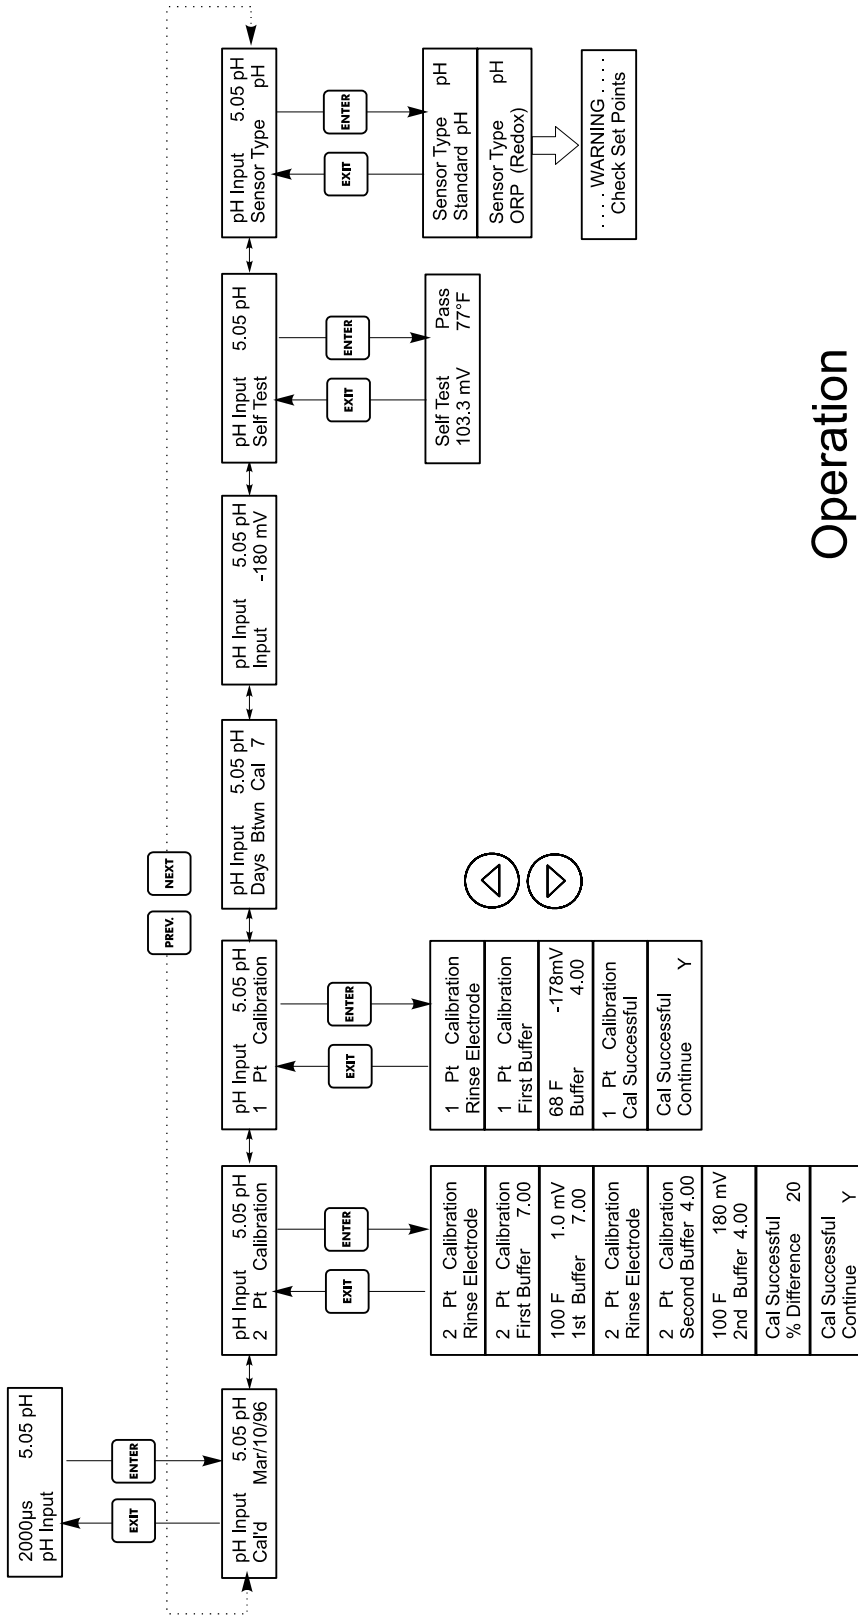 2000µs
pH Input 5.05 pH
EXIT
ENTER
PREV.
NEXT
pH Input 5.05 pH
Cal'd Mar/10/96
pH Input 5.05 pH
2 Pt Calibration
EXIT
ENTER
2 Pt Calibration
Rinse Electrode
2 Pt Calibration
First Buffer 7.00
100 F 1.0 mV
1st Buffer 7.00
2 Pt Calibration
Rinse Electrode
2 Pt Calibration
Second Buffer 4.00
100 F 180 mV
2nd Buffer 4.00
Cal Successful
% Difference 20
Cal Successful
Continue Y
pH Input 5.05 pH
1 Pt Calibration
EXIT
ENTER
1 Pt Calibration
Rinse Electrode
1 Pt Calibration
First Buffer
68 F -178mV
Buffer 4.00
1 Pt Calibration
Cal Successful
Cal Successful
Continue Y
pH Input 5.05 pH
Days Btwn Cal 7
pH Input 5.05 pH
Input -180 mV
pH Input 5.05 pH
Self Test
EXIT
ENTER
Self Test Pass
103.3 mV 77°F
pH Input 5.05 pH
Sensor Type pH
EXIT
ENTER
Sensor Type pH
Standard pH
Sensor Type pH
ORP (Redox)
.... WARNING ....
Check Set Points
Operation